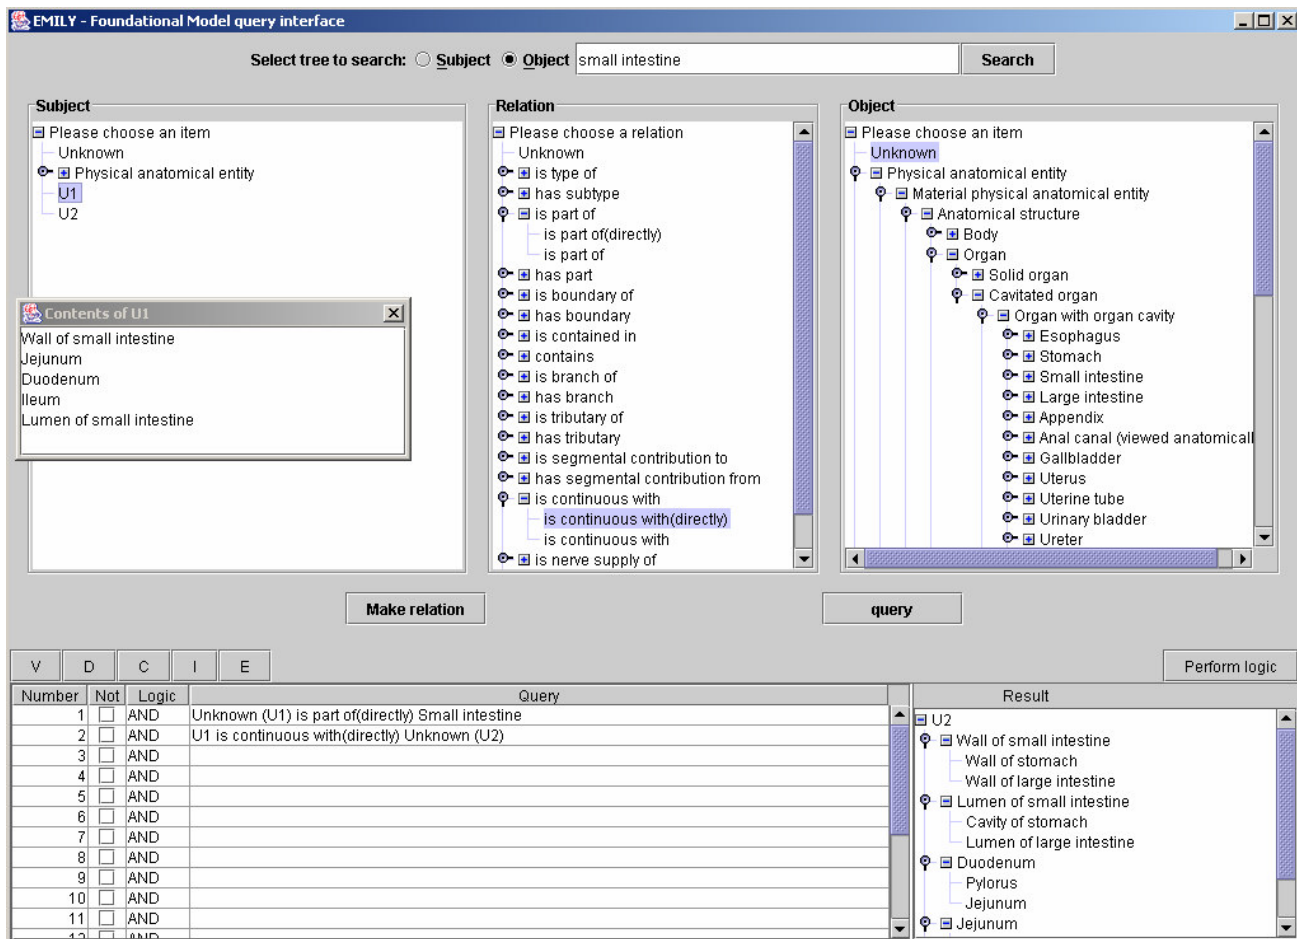 EMILY - Foundational Model query interface
Select tree to search: Subject Object small intestine Search
Subject
Please choose an item
Unknown
Physical anatomical entity
U1
U2
Contents of U1
Wall of small intestine
Jejunum
Duodenum
Ileum
Lumen of small intestine
Relation
Please choose a relation
Unknown
is type of
has subtype
is part of
is part of(directly)
is part of
has part
is boundary of
has boundary
is contained in
contains
is branch of
has branch
is tributary of
has tributary
is segmental contribution to
has segmental contribution from
is continuous with
is continuous with(directly)
is continuous with
is nerve supply of
Object
Please choose an item
Unknown
Physical anatomical entity
Material physical anatomical entity
Anatomical structure
Body
Organ
Solid organ
Cavitated organ
Organ with organ cavity
Esophagus
Stomach
Small intestine
Large intestine
Appendix
Anal canal (viewed anatomicall
Gallbladder
Uterus
Uterine tube
Urinary bladder
Ureter
Make relation query
V D C I E Perform logic
Number Not Logic Query
1 AND Unknown (U1) is part of(directly) Small intestine
2 AND U1 is continuous with(directly) Unknown (U2)
3 AND
4 AND
5 AND
6 AND
7 AND
8 AND
9 AND
10 AND
11 AND
12 AND
Result
U2
Wall of small intestine
Wall of stomach
Wall of large intestine
Lumen of small intestine
Cavity of stomach
Lumen of large intestine
Duodenum
Pylorus
Jejunum
Jejunum